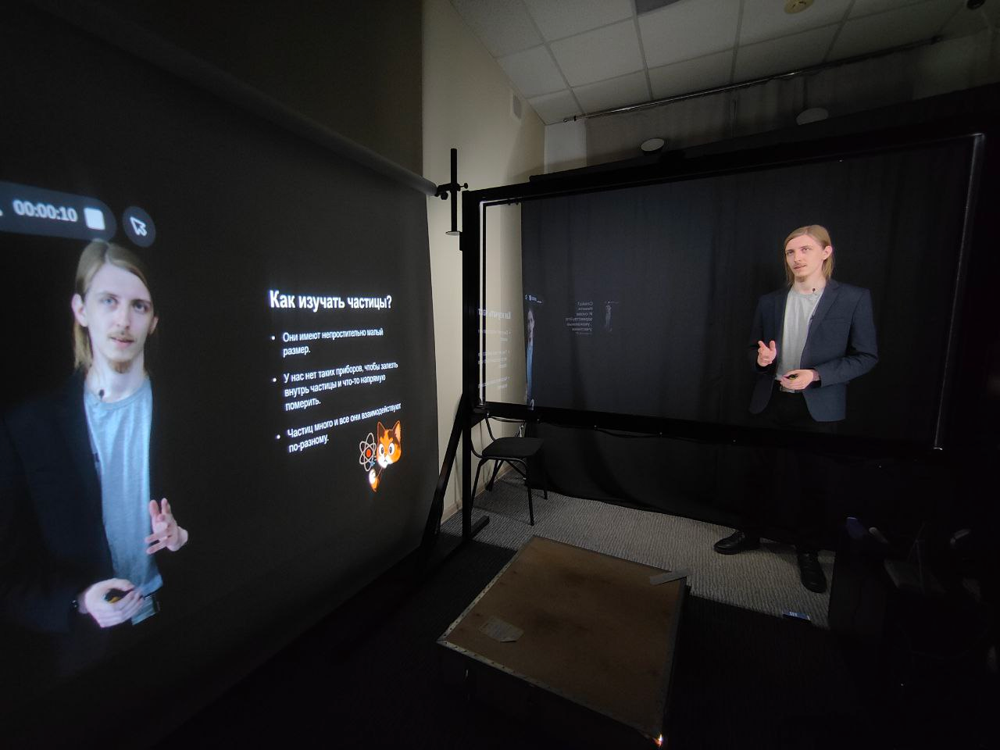 00:00:10
Как изучать частицы?
• Они имеют непростительно малый
размер.
• У нас нет таких приборов, чтобы залезть
внутрь частицы и что-то напрямую
померить.
• Частиц много и все они взаимодействуют
по-разному.